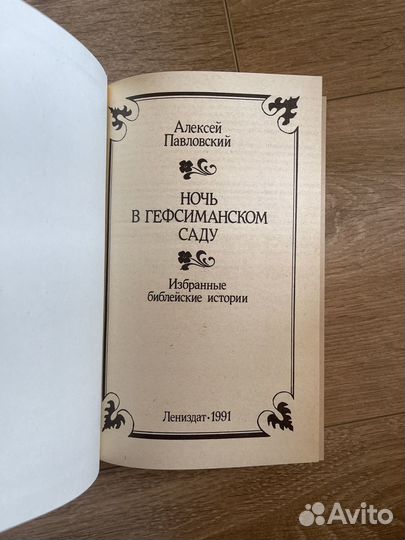 Алексей
Павловский
НОЧЬ
В ГЕФСИМАНСКОМ
САДУ
Избранные
библейские истории
Лениздат·1991
Avito